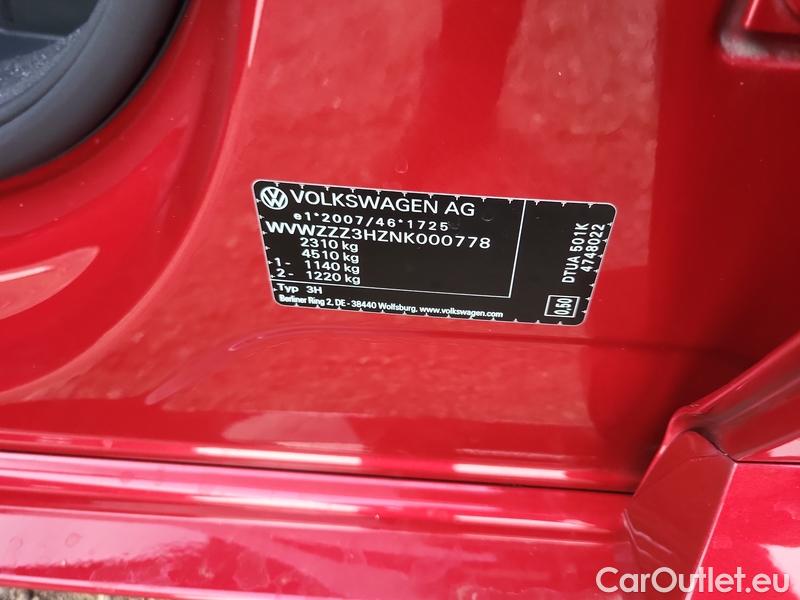 VOLKSWAGEN AG
e1*2007/46*1725
WVWZZZ3HZNK000778
2310 kg
4510 kg
1- 1140 kg
2- 1220 kg
Typ 3H
Berliner Ring 2, DE - 38440 Wolfsburg, www.volkswagen.com
DTUA 501K
4748022
0,50
CarOutlet.eu